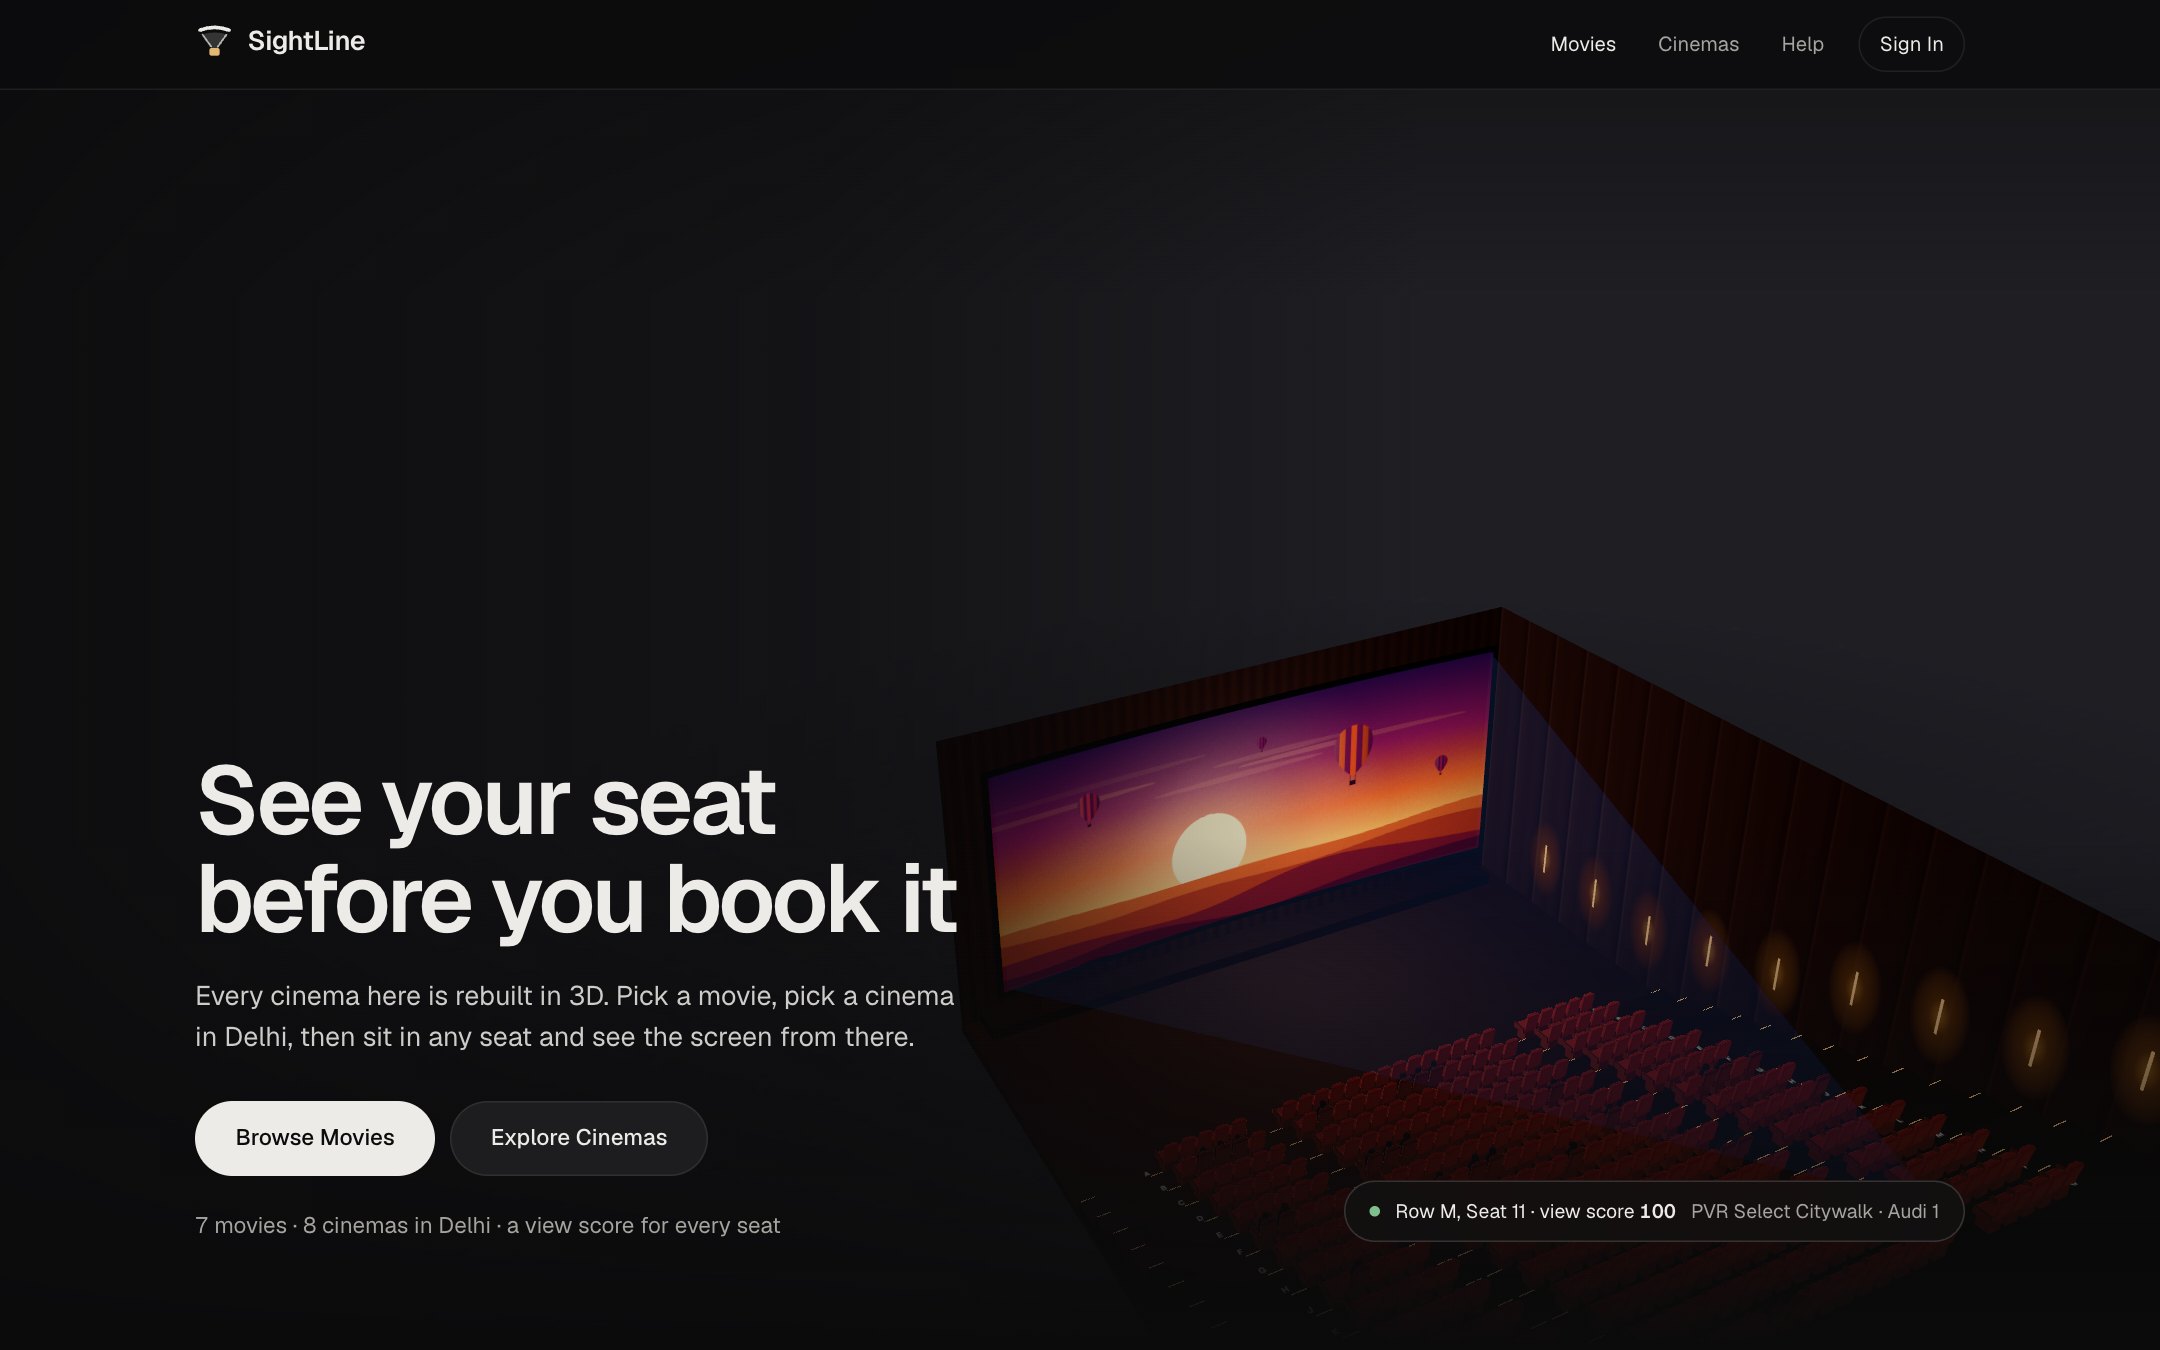 SightLine
Movies
Cinemas
Help
Sign In
See your seat
before you book it
Every cinema here is rebuilt in 3D. Pick a movie, pick a cinema
in Delhi, then sit in any seat and see the screen from there.
Browse Movies
Explore Cinemas
7 movies · 8 cinemas in Delhi · a view score for every seat
Row M, Seat 11 · view score 100 PVR Select Citywalk · Audi 1